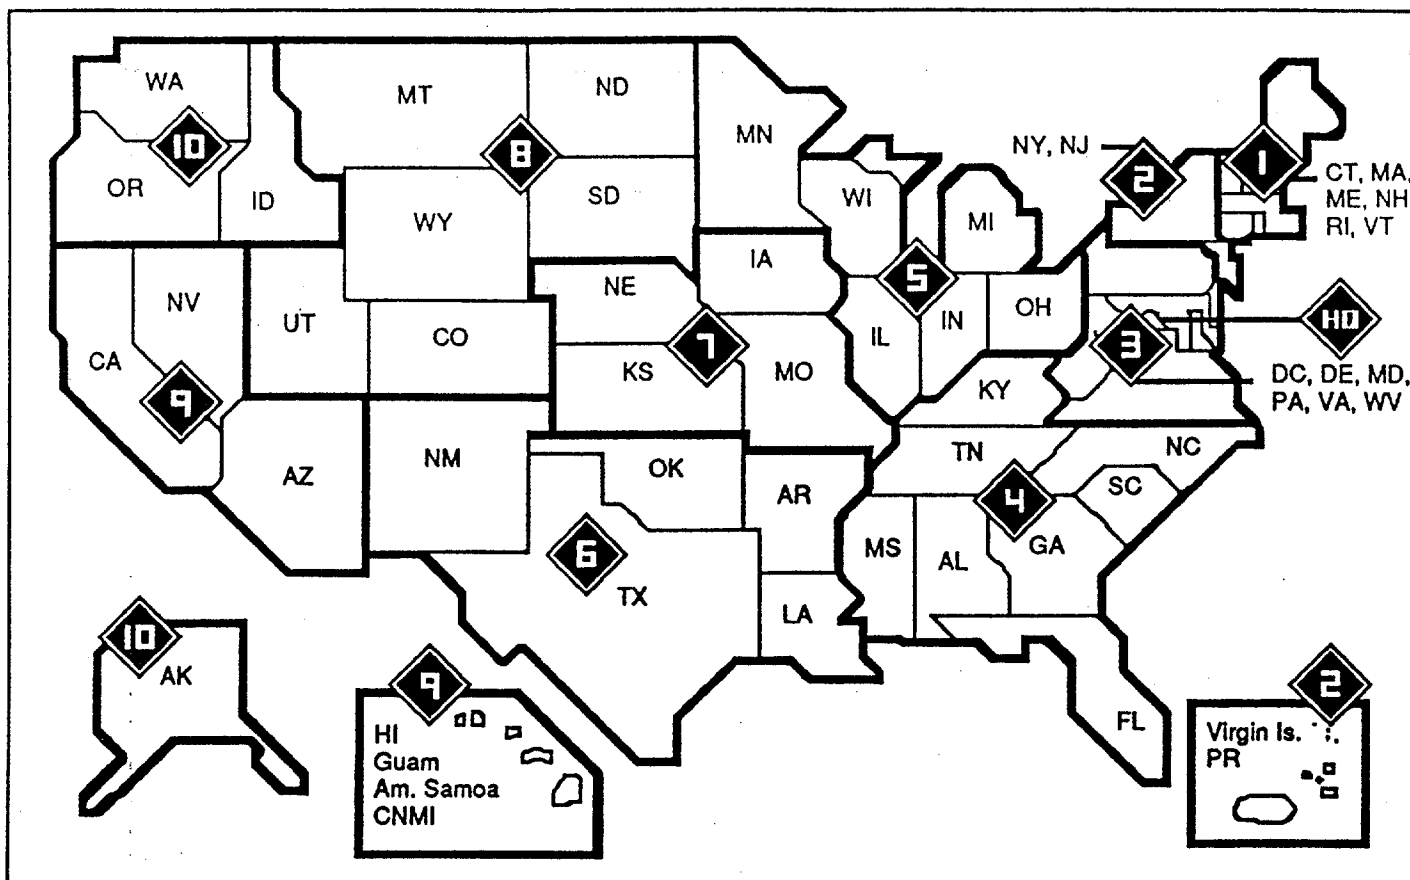 WA
MT
ND
MN
10
8
NY, NJ
2
1
CT, MA,
ME, NH
RI, VT
OR
ID
WY
SD
WI
MI
IA
5
NV
UT
NE
OH
CO
IL
IN
HQ
CA
KS
7
MO
3
DC, DE, MD,
PA, VA, WV
9
KY
NM
OK
TN
NC
AZ
AR
4
SC
6
MS
AL
GA
TX
LA
10
AK
9
HI
Guam
Am. Samoa
CNMI
FL
2
Virgin Is.
PR